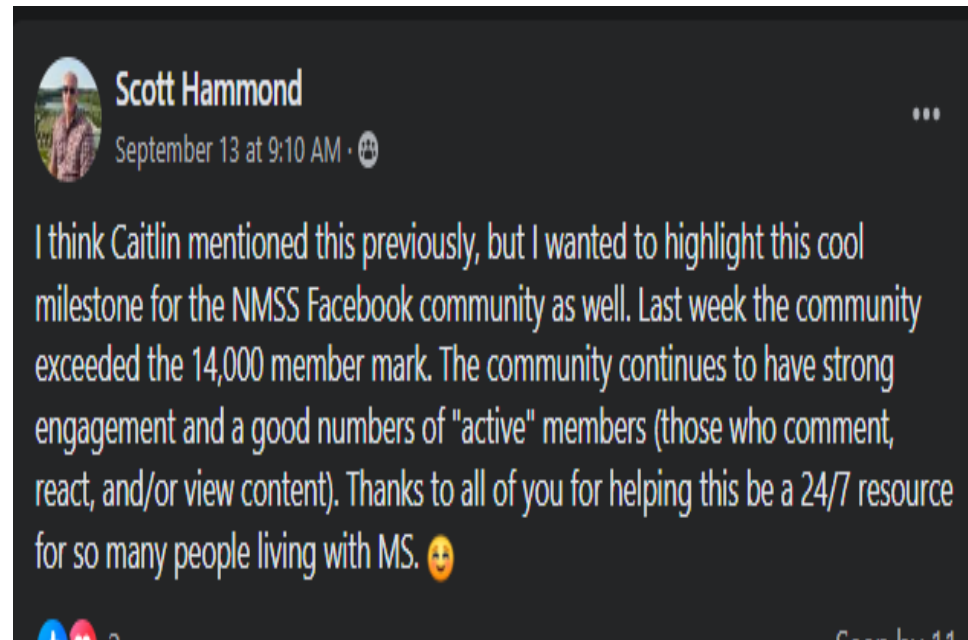 Scott Hammond
September 13 at 9:10 AM ·
I think Caitlin mentioned this previously, but I wanted to highlight this cool
milestone for the NMSS Facebook community as well. Last week the community
exceeded the 14,000 member mark. The community continues to have strong
engagement and a good numbers of "active" members (those who comment,
react, and/or view content). Thanks to all of you for helping this be a 24/7 resource
for so many people living with MS. 😊